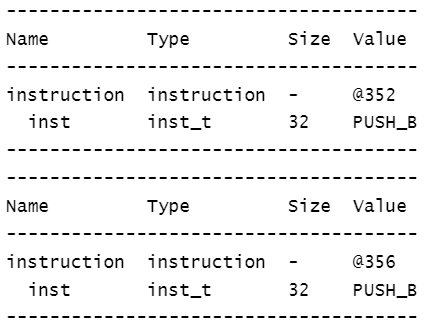 ---------------------------------------
Name         Type         Size  Value
---------------------------------------
instruction  instruction  -     @352
  inst       inst_t       32    PUSH_B
---------------------------------------
---------------------------------------
Name         Type         Size  Value
---------------------------------------
instruction  instruction  -     @356
  inst       inst_t       32    PUSH_B
---------------------------------------